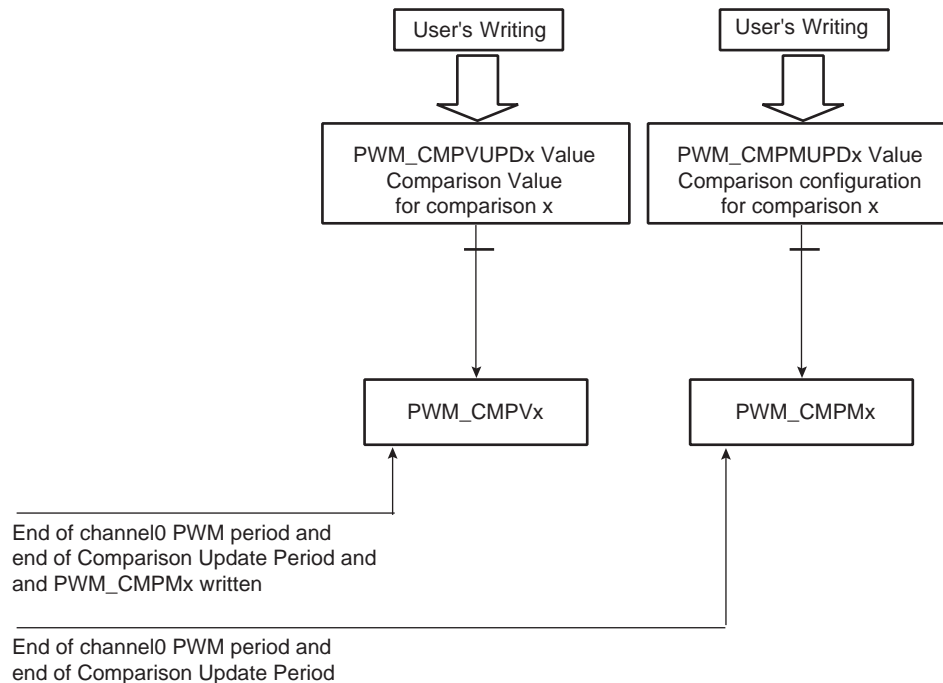 User's Writing
User's Writing
PWM_CMPVUPDx Value
Comparison Value
for comparison x
PWM_CMPMUPDx Value
Comparison configuration
for comparison x
PWM_CMPVx
PWM_CMPMx
End of channel0 PWM period and
end of Comparison Update Period and
and PWM_CMPMx written
End of channel0 PWM period and
end of Comparison Update Period